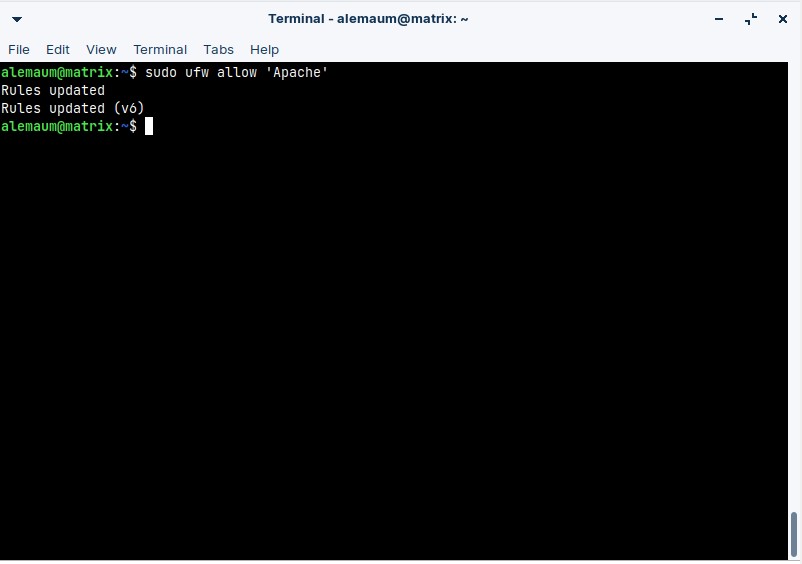 Terminal - alemaum@matrix: ~
File Edit View Terminal Tabs Help
alemaum@matrix:~$ sudo ufw allow 'Apache'
Rules updated
Rules updated (v6)
alemaum@matrix:~$